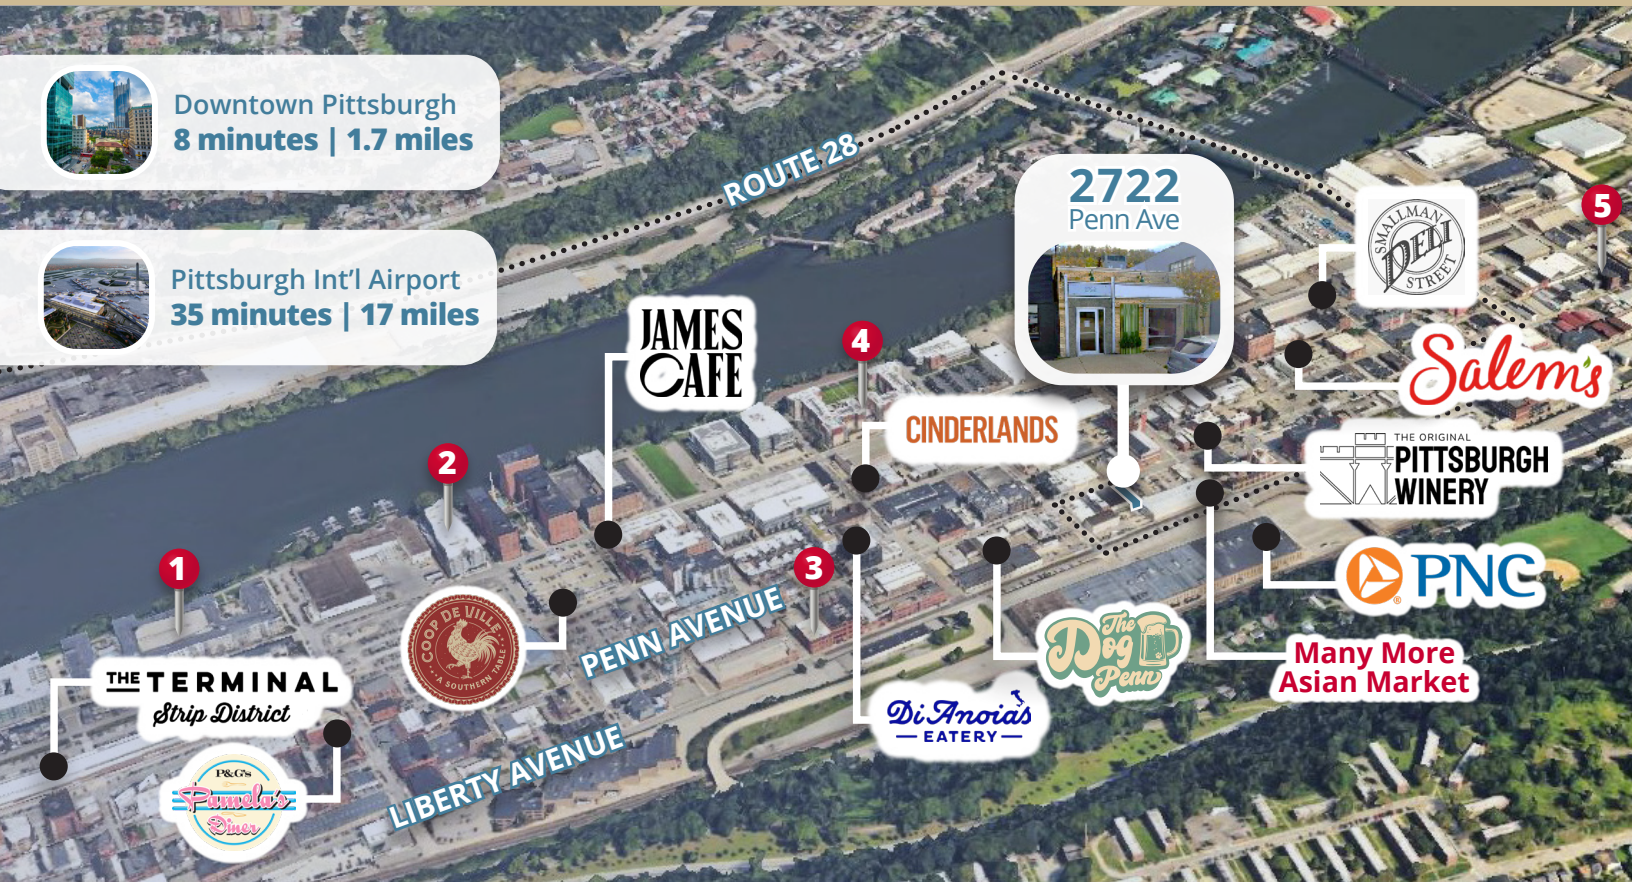 Downtown Pittsburgh
8 minutes | 1.7 miles
Pittsburgh Int’l Airport
35 minutes | 17 miles
ROUTE 28
2722
Penn Ave
SMALLMAN
DELI
STREET
5
Salem's
JAMES
CAFE
4
CINDERLANDS
THE ORIGINAL
PITTSBURGH
WINERY
2
1
3
PNC
COOP DE VILLE
A SOUTHERN TABLE
PENN AVENUE
The
Dog
Penn
Many More
Asian Market
THE TERMINAL
Strip District
DiAnoia's
EATERY
LIBERTY AVENUE
P&G's
Pamela's
Diner